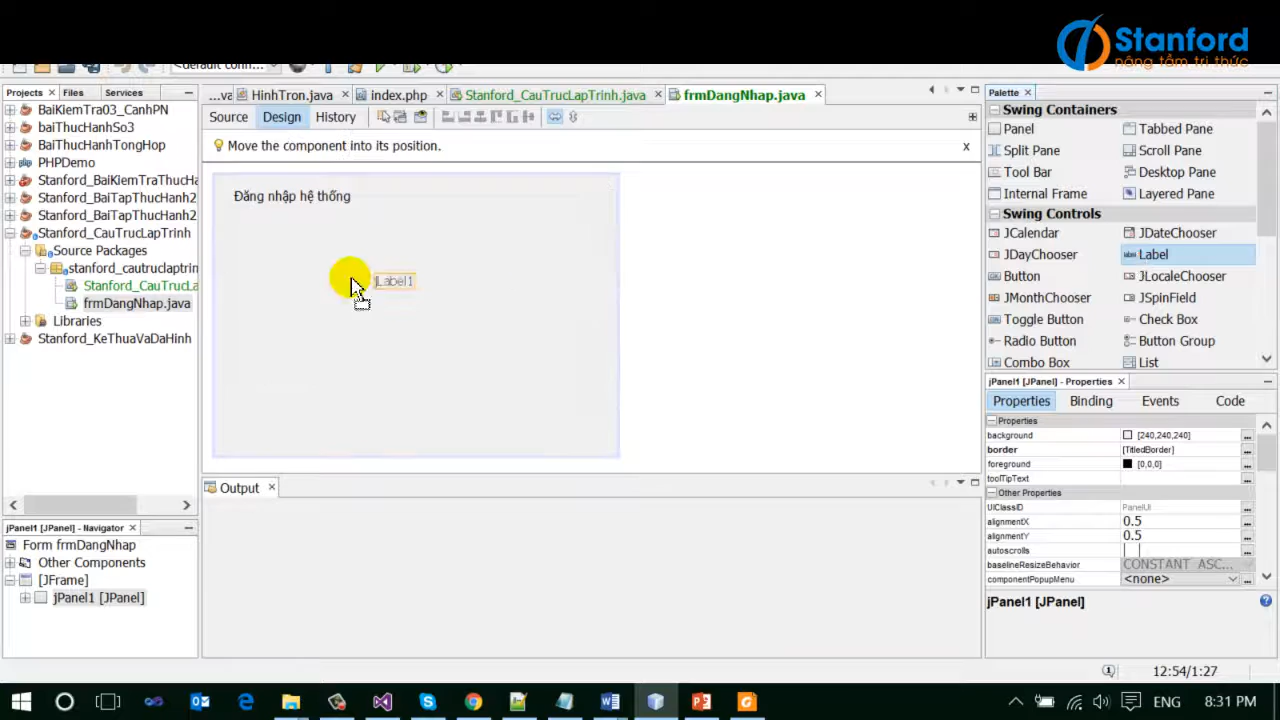 Stanford
nâng tầm tri thức
<default conn...
Projects
Files
Services
...va
HinhTron.java
index.php
Stanford_CauTrucLapTrinh.java
frmDangNhap.java
Palette
Source
Design
History
Move the component into its position.
x
BaiKiemTra03_CanhPN
baiThucHanhSo3
BaiThucHanhTongHop
PHPDemo
Stanford_BaiKiemTraThucHa
Stanford_BaiTapThucHanh2
Stanford_BaiTapThucHanh2
Stanford_CauTrucLapTrinh
Source Packages
stanford_cautruclaptrin
Stanford_CauTrucLa
frmDangNhap.java
Libraries
Stanford_KeThuaVaDaHinh
Đăng nhập hệ thống
jLabel1
Swing Containers
Panel
Tabbed Pane
Split Pane
Scroll Pane
Tool Bar
Desktop Pane
Internal Frame
Layered Pane
Swing Controls
JCalendar
JDateChooser
JDayChooser
Label
Button
JLocaleChooser
JMonthChooser
JSpinField
Toggle Button
Check Box
Radio Button
Button Group
Combo Box
List
jPanel1 [JPanel] - Properties
Properties
Binding
Events
Code
Properties
background
[240,240,240]
border
[TitledBorder]
foreground
[0,0,0]
toolTipText
Other Properties
UIClassID
PanelUI
alignmentX
0.5
alignmentY
0.5
autoscrolls
baselineResizeBehavior
CONSTANT_ASC...
componentPopupMenu
<none>
jPanel1 [JPanel]
Output
jPanel1 [JPanel] - Navigator
Form frmDangNhap
Other Components
[JFrame]
jPanel1 [JPanel]
12:54/1:27
ENG
8:31 PM